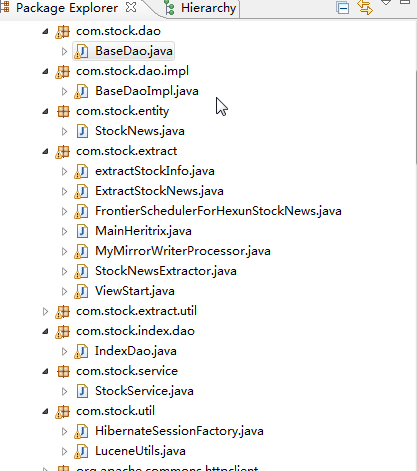 Package Explorer
Hierarchy
com.stock.dao
BaseDao.java
com.stock.dao.impl
BaseDaoImpl.java
com.stock.entity
StockNews.java
com.stock.extract
extractStockInfo.java
ExtractStockNews.java
FrontierSchedulerForHexunStockNews.java
MainHeritrix.java
MyMirrorWriterProcessor.java
StockNewsExtractor.java
ViewStart.java
com.stock.extract.util
com.stock.index.dao
IndexDao.java
com.stock.service
StockService.java
com.stock.util
HibernateSessionFactory.java
LuceneUtils.java
org.apache.commons.httpclient